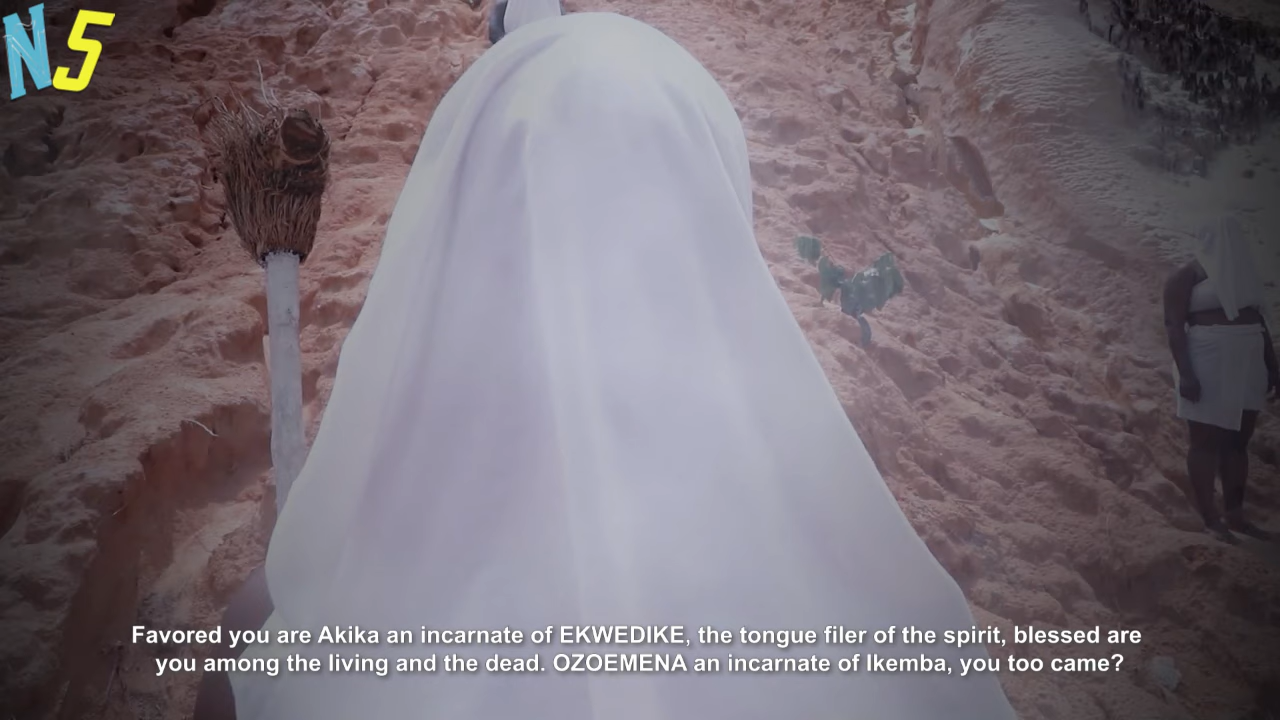 N5
Favored you are Akika an incarnate of EKWEDIKE, the tongue filer of the spirit, blessed are
you among the living and the dead. OZOEMENA an incarnate of Ikemba, you too came?